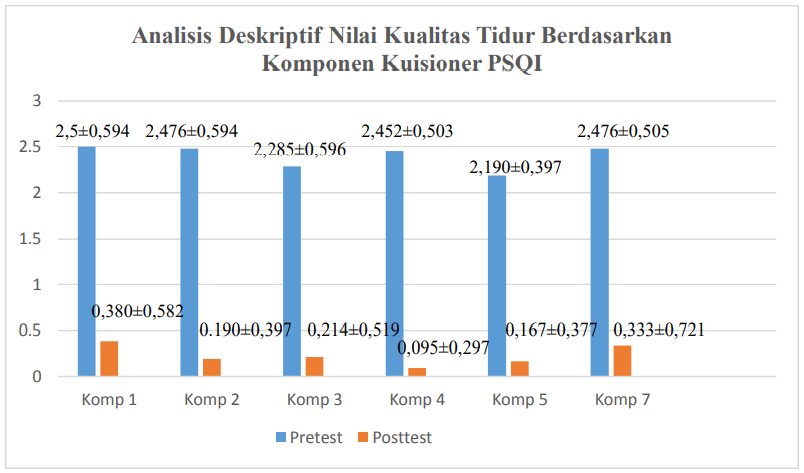 Analisis Deskriptif Nilai Kualitas Tidur Berdasarkan
Komponen Kuisioner PSQI
3
2,5±0,594
2,476±0,594
2,285±0,596
2,452±0,503
2,190±0,397
2,476±0,505
2.5
2
1.5
1
0,380±0,582
0.190±0,397
0,214±0,519
0,095±0,297
0,167±0,377
0,333±0,721
0.5
0
Komp 1
Komp 2
Komp 3
Komp 4
Komp 5
Komp 7
Pretest
Posttest